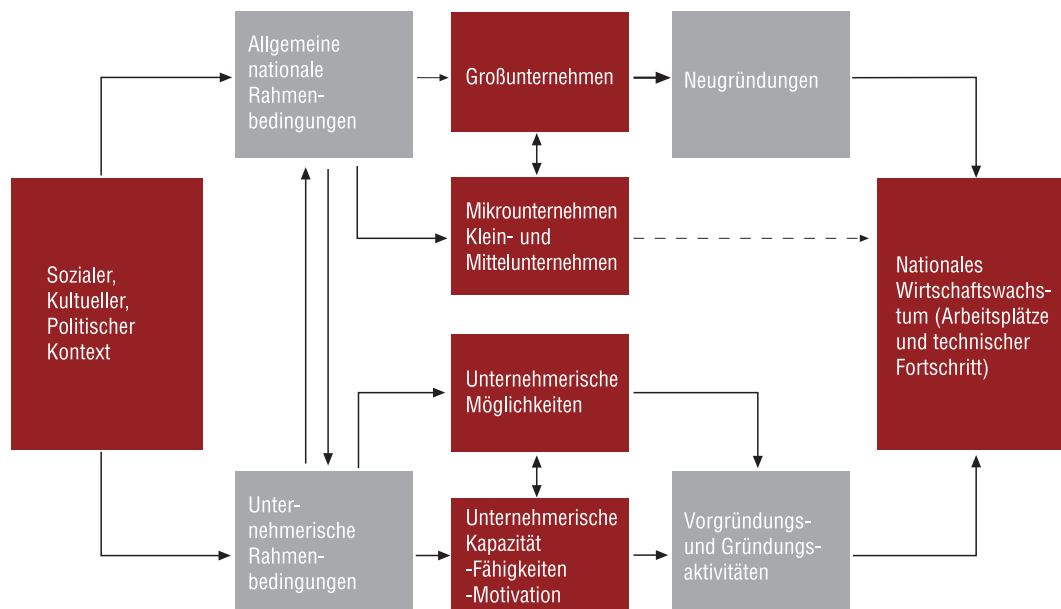 Allgemeine
nationale
Rahmen-
bedingungen
Großunternehmen
Neugründungen
Mikrounternehmen
Klein- und
Mittelunternehmen
Sozialer,
Kultueller,
Politischer
Kontext
Nationales
Wirtschaftswachs-
tum (Arbeitsplätze
und technischer
Fortschritt)
Unternehmerische
Möglichkeiten
Unter-
nehmerische
Rahmen-
bedingungen
Unternehmerische
Kapazität
-Fähigkeiten
-Motivation
Vorgründungs-
und Gründungs-
aktivitäten